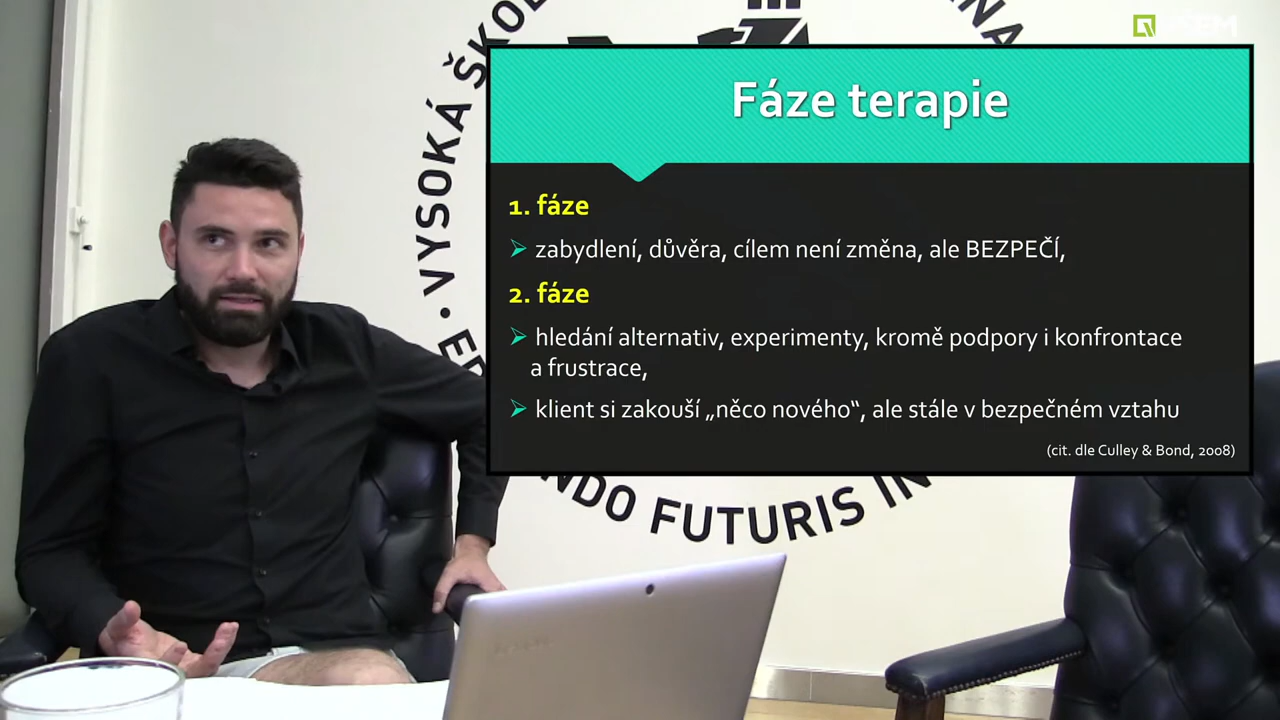 VYSOKÁ ŠKOL
NA
Fáze terapie
1. fáze
➢ zabydlení, důvěra, cílem není změna, ale BEZPEČÍ,
2. fáze
➢ hledání alternativ, experimenty, kromě podpory i konfrontace
a frustrace,
➢ klient si zakouší „něco nového“, ale stále v bezpečném vztahu
(cit. dle Culley & Bond, 2008)
FUTURIS IN